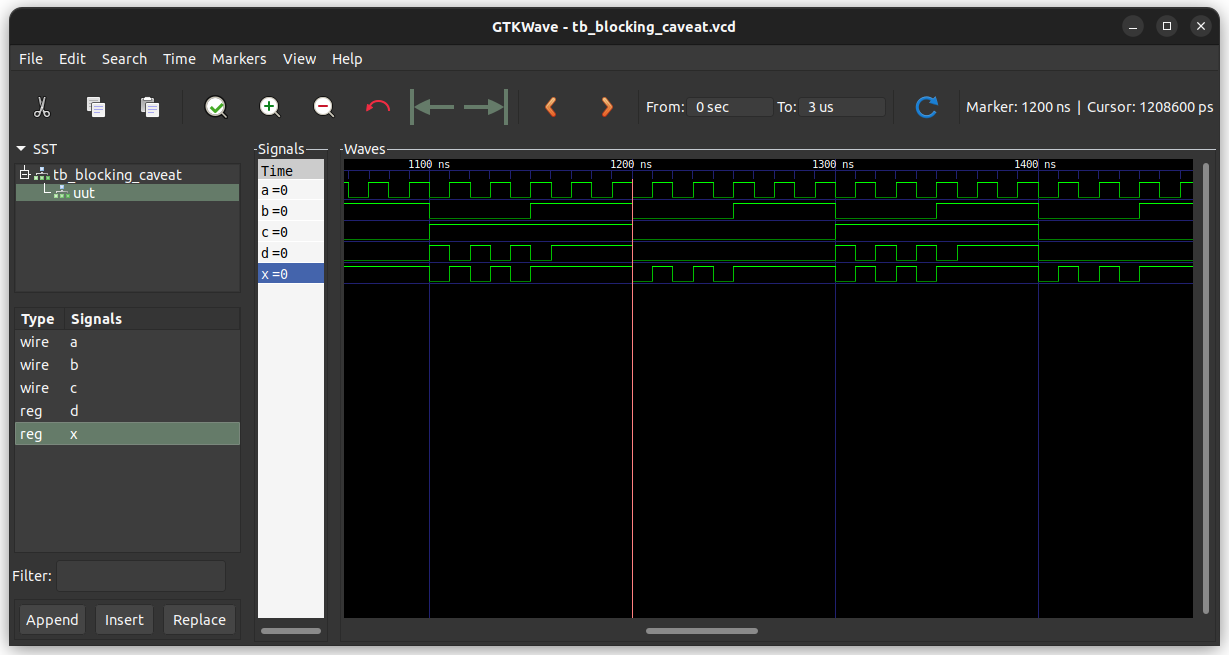 GTKWave - tb_blocking_caveat.vcd
File Edit Search Time Markers View Help
From: 0 sec To: 3 us Marker: 1200 ns | Cursor: 1208600 ps
SST
tb_blocking_caveat
uut
Type Signals
wire a
wire b
wire c
reg d
reg x
Filter:
Append Insert Replace
Signals
Time
a =0
b =0
c =0
d =0
x =0
Waves
1100 ns 1200 ns 1300 ns 1400 ns